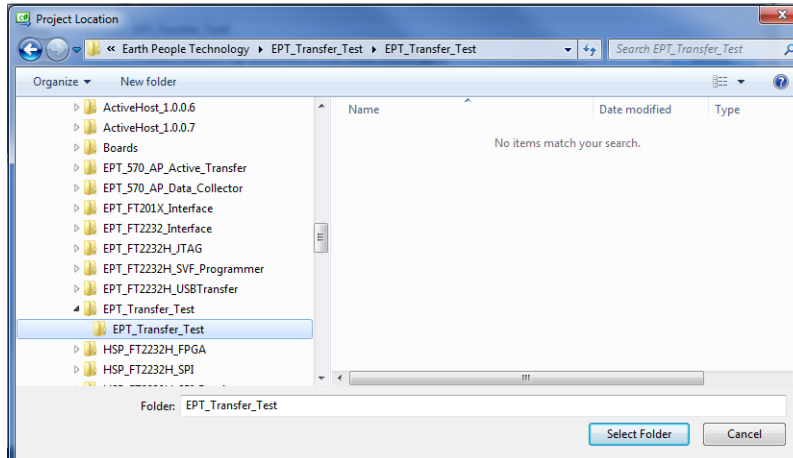 Project Location
« Earth People Technology EPT_Transfer_Test EPT_Transfer_Test Search EPT_Transfer_Test
Organize New folder
ActiveHost_1.0.0.6
ActiveHost_1.0.0.7
Boards
EPT_570_AP_Active_Transfer
EPT_570_AP_Data_Collector
EPT_FT201X_Interface
EPT_FT2232_Interface
EPT_FT2232H_JTAG
EPT_FT2232H_SVF_Programmer
EPT_FT2232H_USBTransfer
EPT_Transfer_Test
EPT_Transfer_Test
HSP_FT2232H_FPGA
HSP_FT2232H_SPI
Name Date modified Type
No items match your search.
Folder: EPT_Transfer_Test
Select Folder Cancel